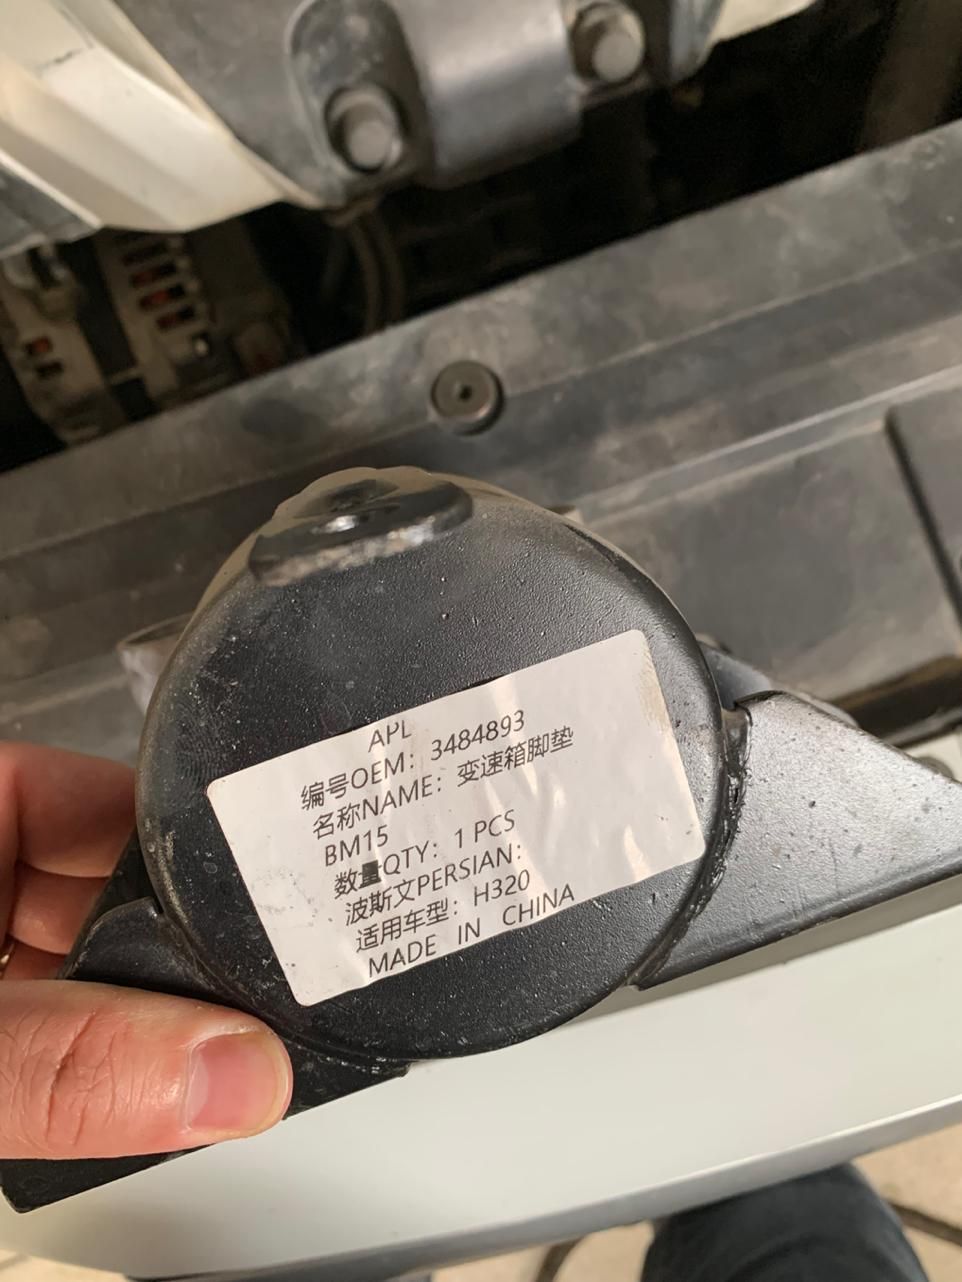 APL
编号OEM：3484893
名称NAME：变速箱脚垫
BM15
数量QTY：1 PCS
波斯文PERSIAN：
适用车型：H320
MADE IN CHINA